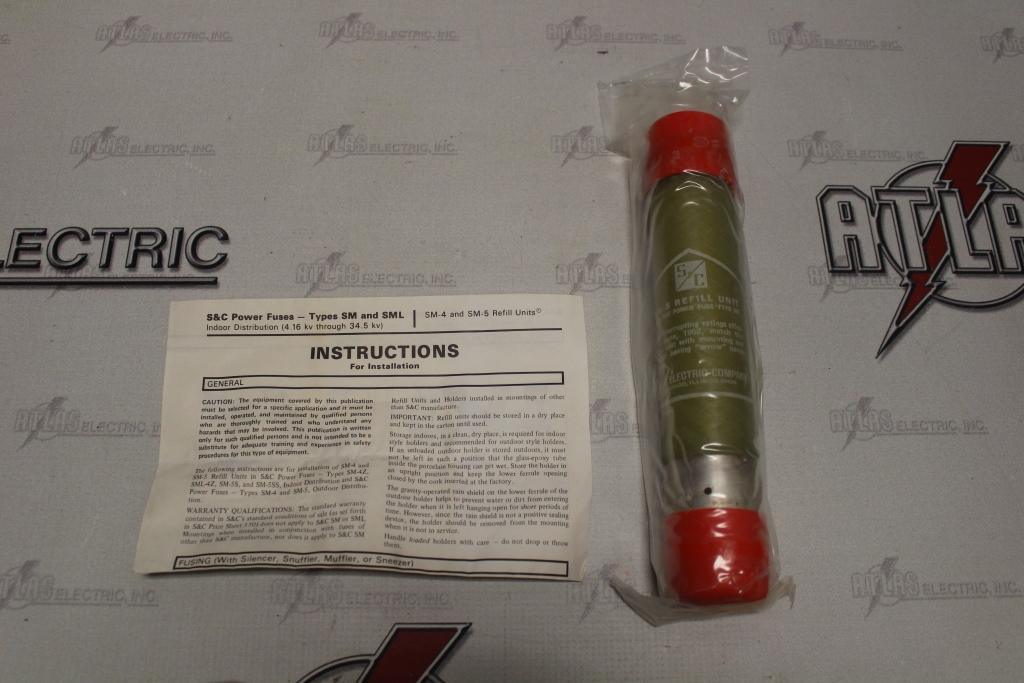 ATLAS ELECTRIC, INC.
ECTRIC
ATLA
S&C Power Fuses — Types SM and SML
Indoor Distribution (4.16 kv through 34.5 kv)
SM-4 and SM-5 Refill Units
INSTRUCTIONS
For Installation
GENERAL
CAUTION: The equipment covered by this publication
must be selected for a specific application and it must be
installed, operated, and maintained by qualified persons
who are thoroughly trained and who understand any
hazards that may be involved. This publication is written
only for such qualified persons and is not intended to be a
substitute for adequate training and experience in safety
procedures for this type of equipment.
The following instructions are for installation of SM-4 and
SM-5 Refill Units in S&C Power Fuses — Types SM-4Z,
SML-4Z, SM-5S, and SM-5SS, Indoor Distribution and S&C
Power Fuses — Types SM-4 and SM-5, Outdoor Distribu-
tion.
WARRANTY QUALIFICATIONS: The standard warranty
contained in S&C's standard conditions of sale (as set forth
in S&C Price Sheet 150) does not apply to S&C SM or SML
Mountings when installed in conjunction with fuses of
other than S&C manufacture, nor does it apply to S&C SM
Refill Units and Holders installed in mountings of other
than S&C manufacture.
IMPORTANT: Refill units should be stored in a dry place
and kept in the carton until used.
Storage indoors, in a clean, dry place, is required for indoor
style holders and recommended for outdoor style holders.
If an unloaded outdoor holder is stored outdoors, it must
not be left in such a position that the glass-epoxy tube
inside the porcelain housing can get wet. Store the holder in
an upright position and keep the lower ferrule opening
closed by the cork inserted at the factory.
The gravity-operated rain shield on the lower ferrule of the
outdoor holder helps to prevent water or dirt from entering
the holder when it is left hanging open for short periods of
time. However, since the rain shield is not a positive sealing
device, the holder should be removed from the mounting
when it is not in service.
Handle loaded holders with care — do not drop or throw
them.
FUSING (With Silencer, Snuffler, Muffler, or Sneezer)
S&C
REFILL UNIT
POWER FUSE-TYPE
interrupting ratings
1962, match
with mounting
having "arrow"
ELECTRIC COMPANY